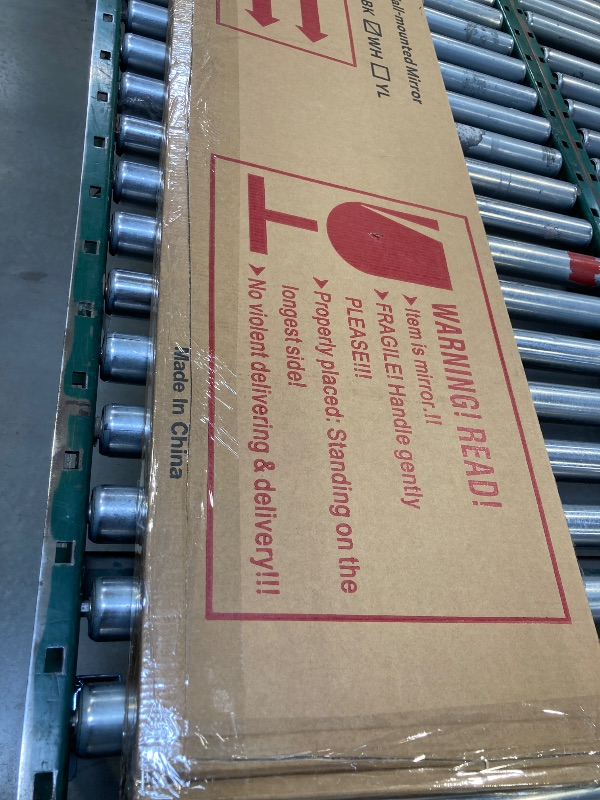 all-mounted Mirror
BK ☑ WH ☐ YL
WARNING! READ!
➤Item is mirror.!!
➤FRAGILE! Handle gently
PLEASE!!!
➤Properly placed: Standing on the
longest side!
➤No violent delivering & delivery!!!
Made In China